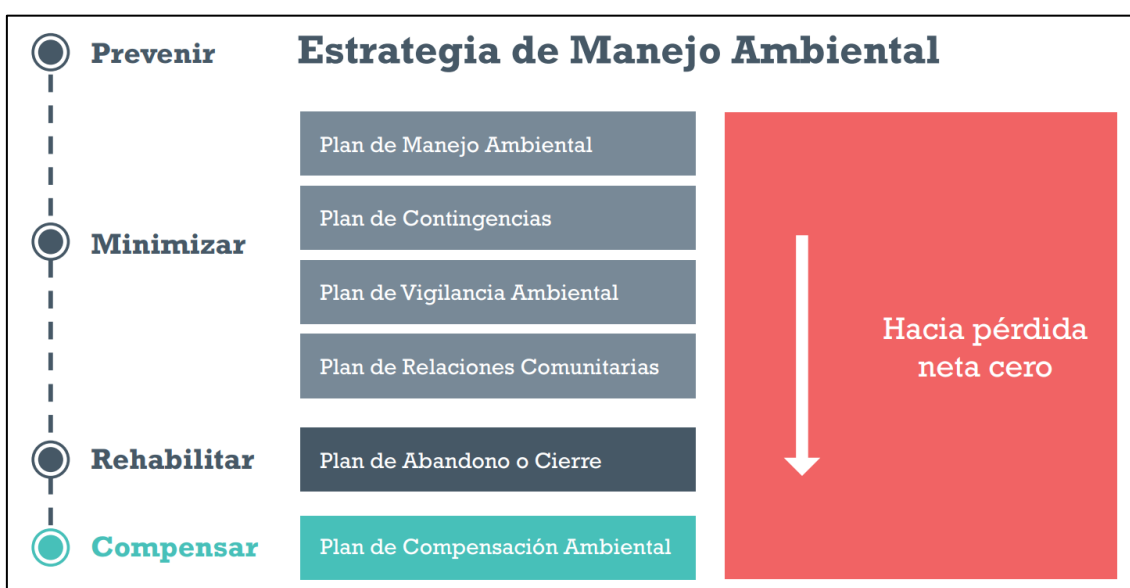 Prevenir
Estrategia de Manejo Ambiental
Plan de Manejo Ambiental
Plan de Contingencias
Minimizar
Plan de Vigilancia Ambiental
Plan de Relaciones Comunitarias
Hacia pérdida
neta cero
Rehabilitar
Plan de Abandono o Cierre
Compensar
Plan de Compensación Ambiental